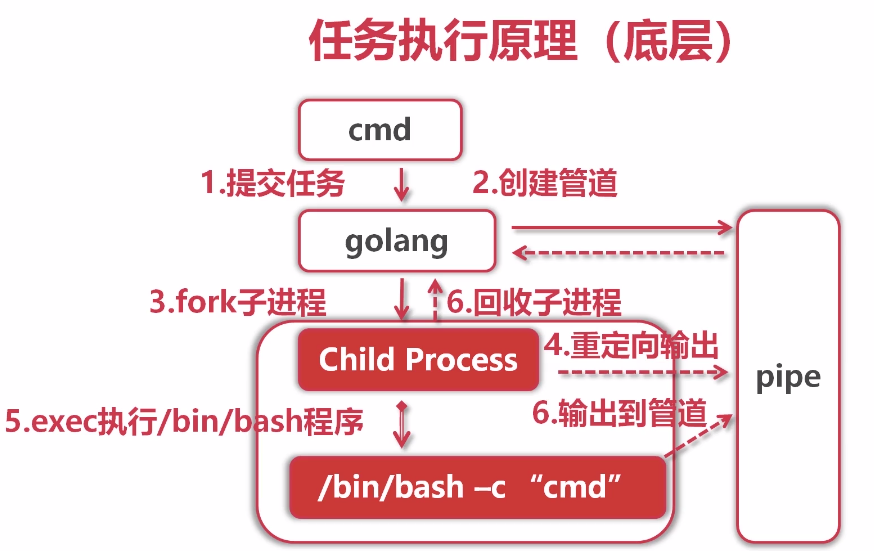 任务执行原理（底层）
cmd
1.提交任务
2.创建管道
golang
3.fork子进程
6.回收子进程
Child Process
4.重定向输出
pipe
5.exec执行/bin/bash程序
6.输出到管道
/bin/bash –c “cmd”